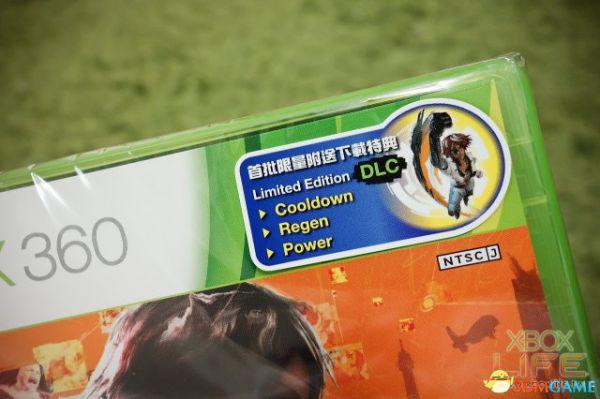 首批限量附送下載特典
Limited Edition DLC
Cooldown
Regen
Power
X360
NTSC J
XBOX
LIFE
GAME